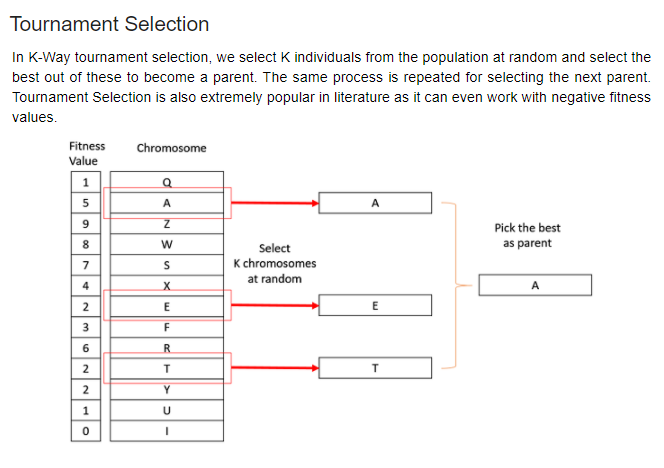 Tournament Selection
In K-Way tournament selection, we select K individuals from the population at random and select the
best out of these to become a parent. The same process is repeated for selecting the next parent.
Tournament Selection is also extremely popular in literature as it can even work with negative fitness
values.
Fitness
Value
Chromosome
1 Q
5 A
9 Z
8 W
7 S
4 X
2 E
3 F
6 R
2 T
2 Y
1 U
0 I
Select
K chromosomes
at random
A
E
T
Pick the best
as parent
A